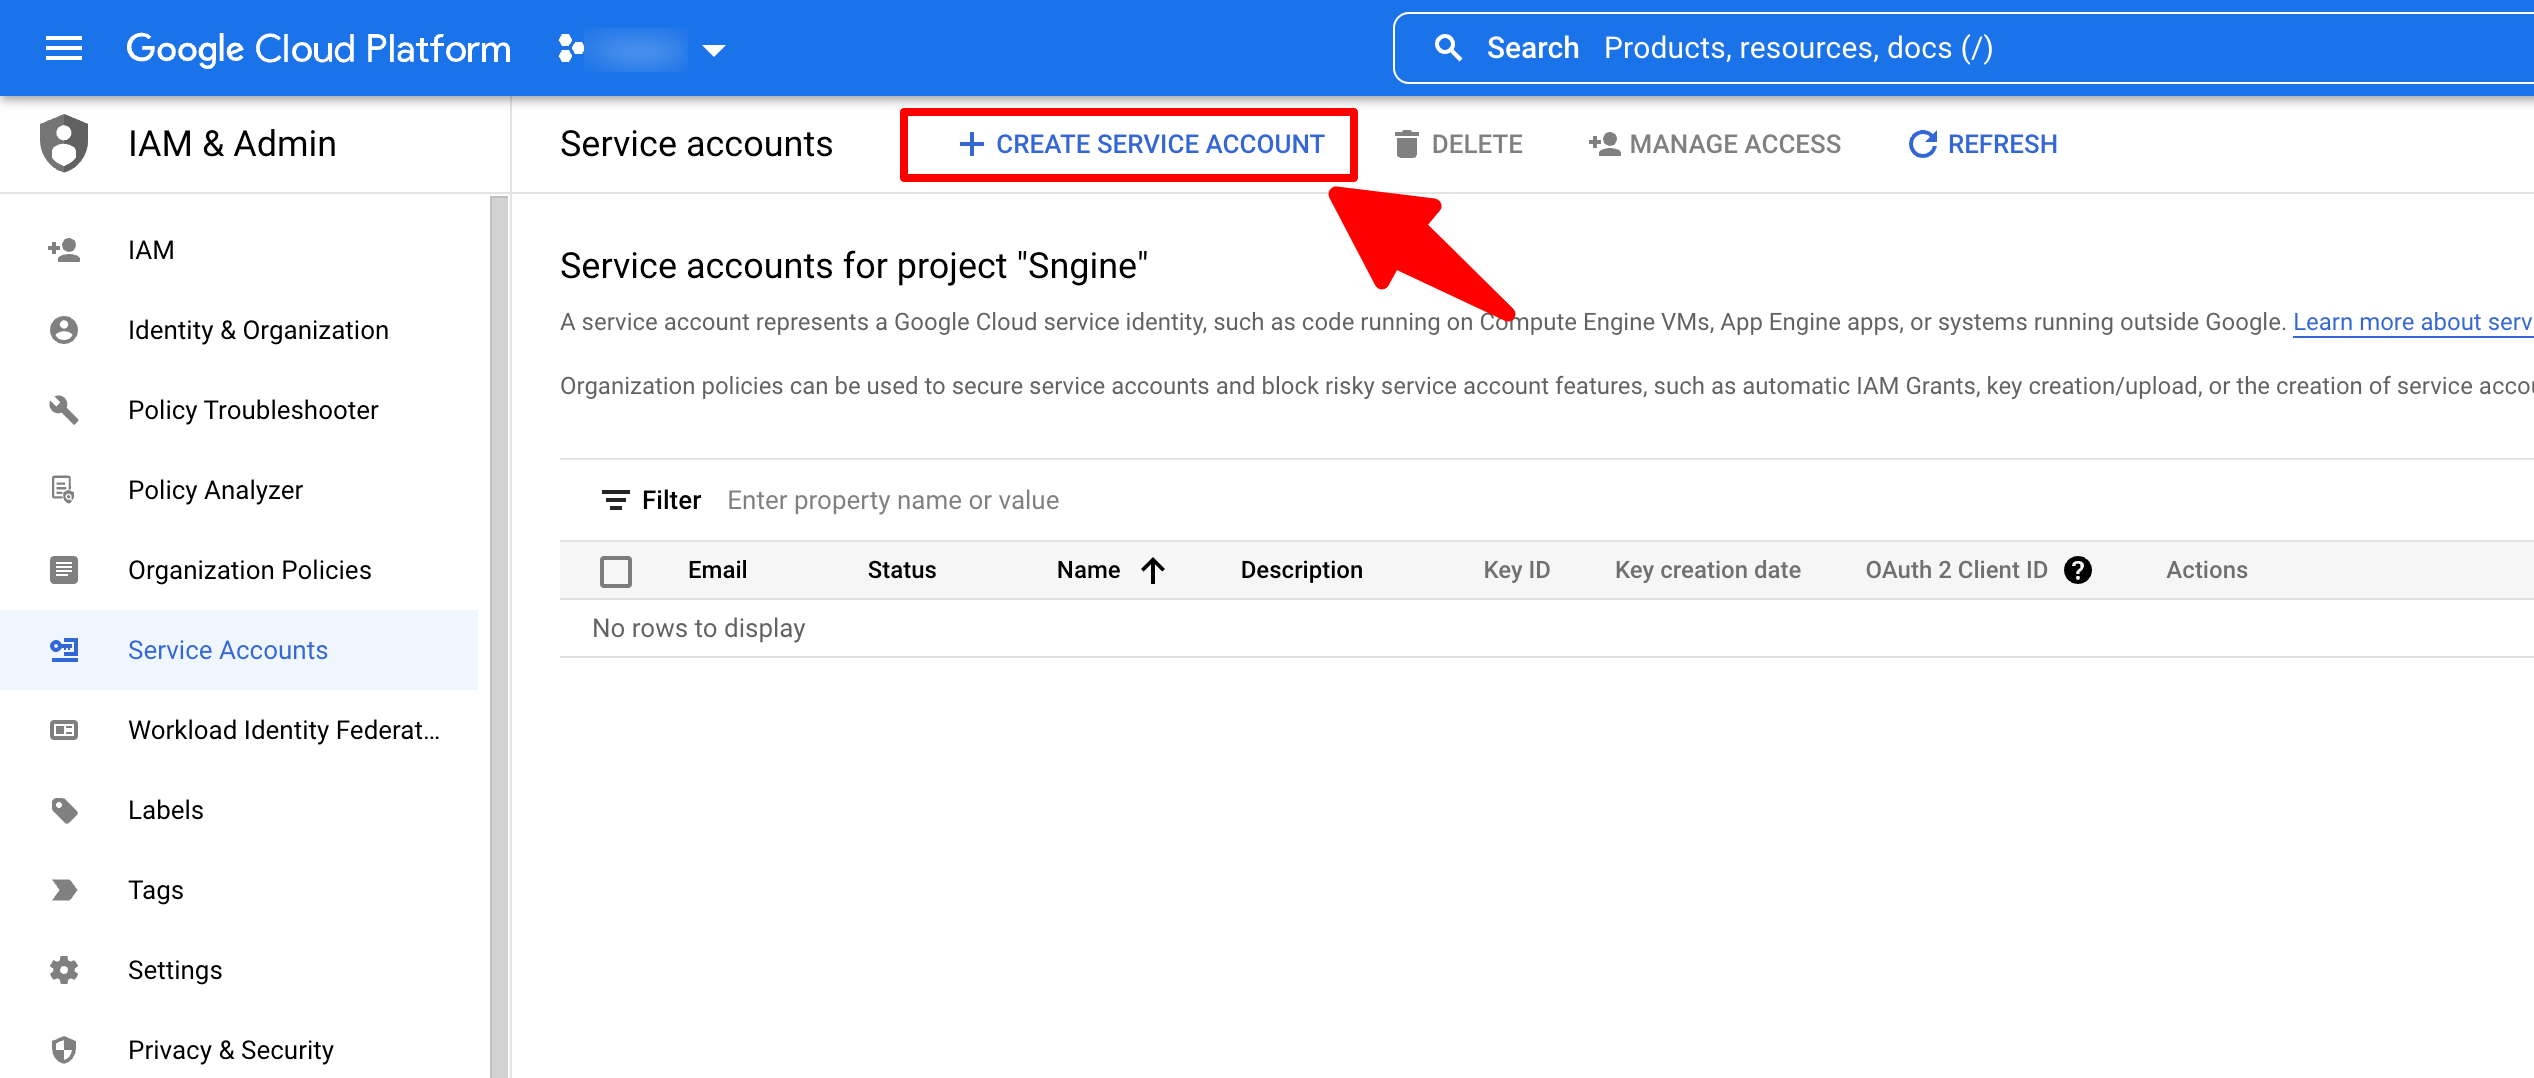 Google Cloud Platform
Search Products, resources, docs (/)
IAM & Admin
Service accounts
CREATE SERVICE ACCOUNT
DELETE
MANAGE ACCESS
REFRESH
IAM
Identity & Organization
Policy Troubleshooter
Policy Analyzer
Organization Policies
Service Accounts
Workload Identity Federat...
Labels
Tags
Settings
Privacy & Security
Service accounts for project "Sngine"
A service account represents a Google Cloud service identity, such as code running on Compute Engine VMs, App Engine apps, or systems running outside Google. Learn more about serv
Organization policies can be used to secure service accounts and block risky service account features, such as automatic IAM Grants, key creation/upload, or the creation of service accou
Filter Enter property name or value
Email Status Name Description Key ID Key creation date OAuth 2 Client ID ? Actions
No rows to display